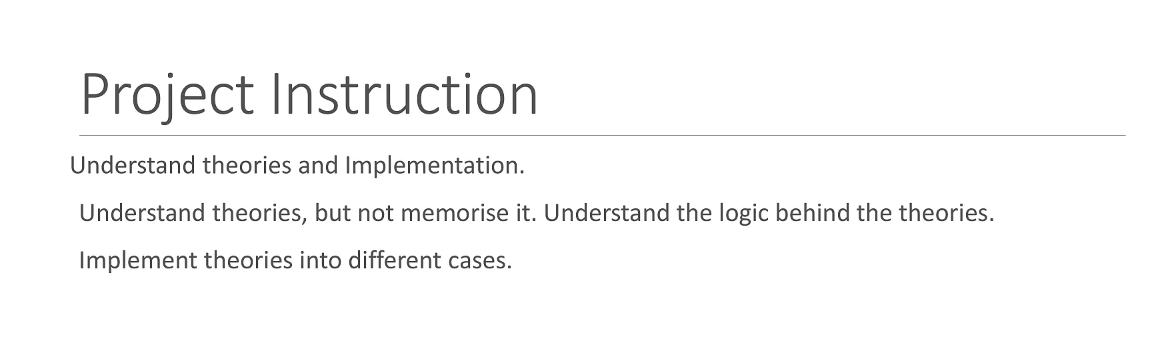 Project Instruction
Understand theories and Implementation.
Understand theories, but not memorise it. Understand the logic behind the theories.
Implement theories into different cases.